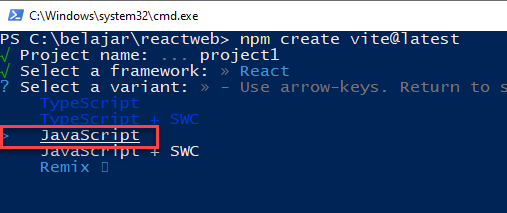 C:\Windows\system32\cmd.exe
PS C:\belajar\reactweb> npm create vite@latest
√ Project name: ... project1
√ Select a framework: » React
? Select a variant: » - Use arrow-keys. Return to s
TypeScript
TypeScript + SWC
> JavaScript
JavaScript + SWC
Remix